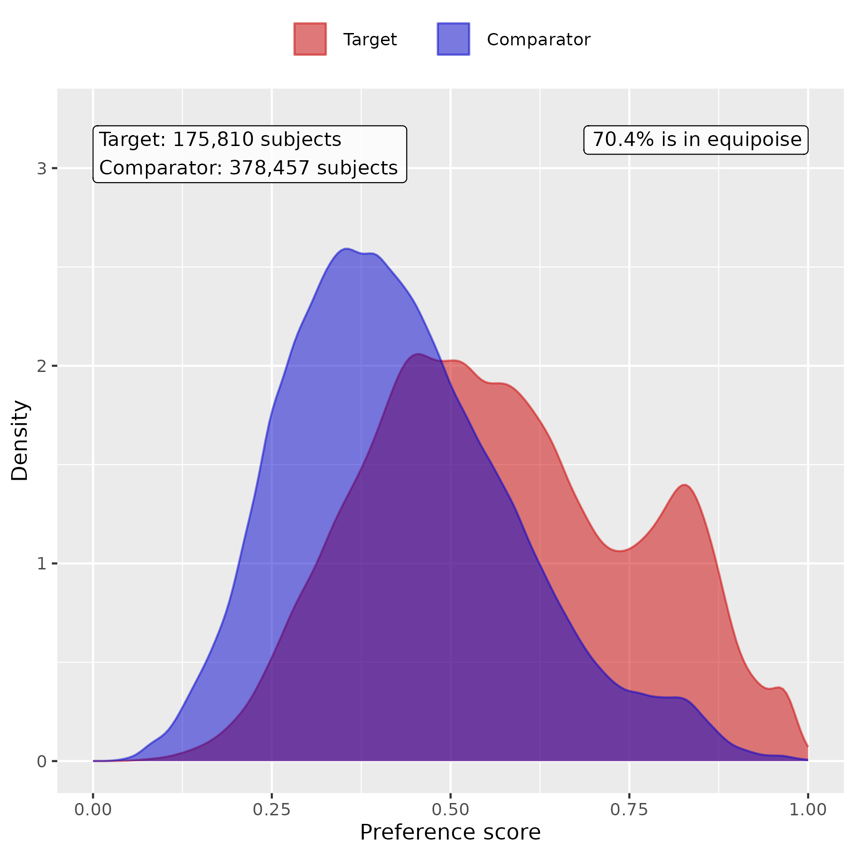 Target
Comparator
Target: 175,810 subjects
Comparator: 378,457 subjects
70.4% is in equipoise
3
2
1
0
Density
0.00
0.25
0.50
0.75
1.00
Preference score